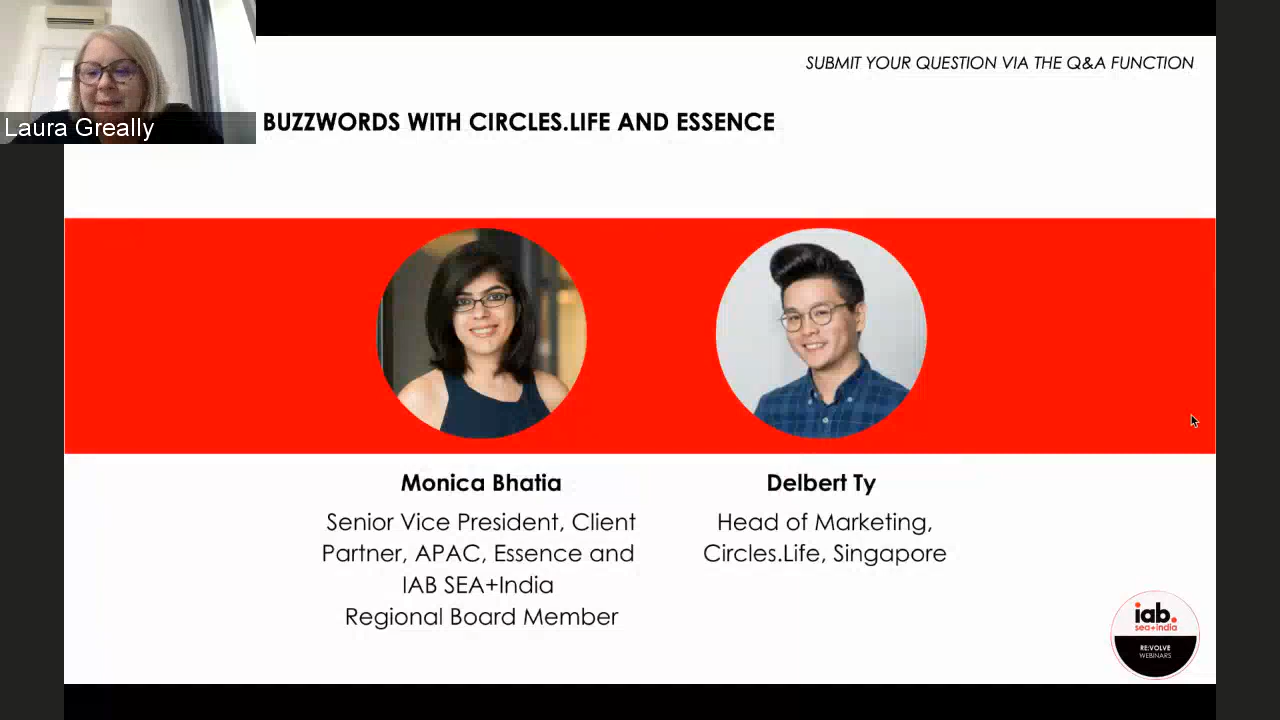 SUBMIT YOUR QUESTION VIA THE Q&A FUNCTION
Laura Greally
BUZZWORDS WITH CIRCLES.LIFE AND ESSENCE
Monica Bhatia
Senior Vice President, Client
Partner, APAC, Essence and
IAB SEA+India
Regional Board Member
Delbert Ty
Head of Marketing,
Circles.Life, Singapore
iab.
sea+india
RE:VOLVE
WEBINARS